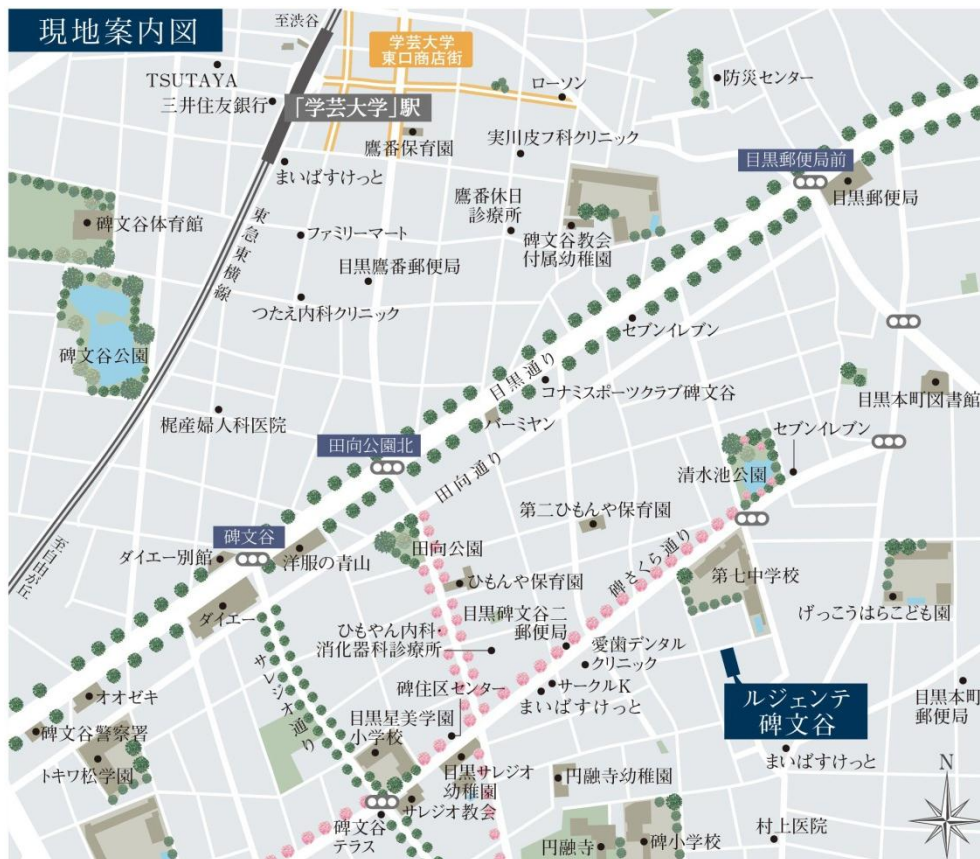 現地案内図
至渋谷
学芸大学
東口商店街
TSUTAYA
三井住友銀行
「学芸大学」駅
ローソン
防災センター
鷹番保育園
実川皮フ科クリニック
まいばすけっと
目黒郵便局前
目黒郵便局
碑文谷体育館
東急東横線
ファミリーマート
鷹番休日
診療所
碑文谷教会
付属幼稚園
目黒鷹番郵便局
つたえ内科クリニック
セブンイレブン
碑文谷公園
目黒通り
コナミスポーツクラブ碑文谷
目黒本町図書館
梶産婦人科医院
バーミヤン
セブンイレブン
田向公園北
田向通り
清水池公園
第二ひもんや保育園
碑文谷
ダイエー別館
洋服の青山
田向公園
碑さくら通り
至自由が丘
ひもんや保育園
第七中学校
ダイエー
目黒碑文谷二
郵便局
げっこうはらこども園
ひもやん内科・
消化器科診療所
愛歯デンタル
クリニック
サレジオ通り
碑住区センター
サークルK
まいばすけっと
ルジェンテ
碑文谷
目黒本町
郵便局
オオゼキ
碑文谷警察署
目黒星美学園
小学校
トキワ松学園
目黒サレジオ
幼稚園
円融寺幼稚園
まいばすけっと
サレジオ教会
碑文谷
テラス
円融寺
碑小学校
村上医院
N